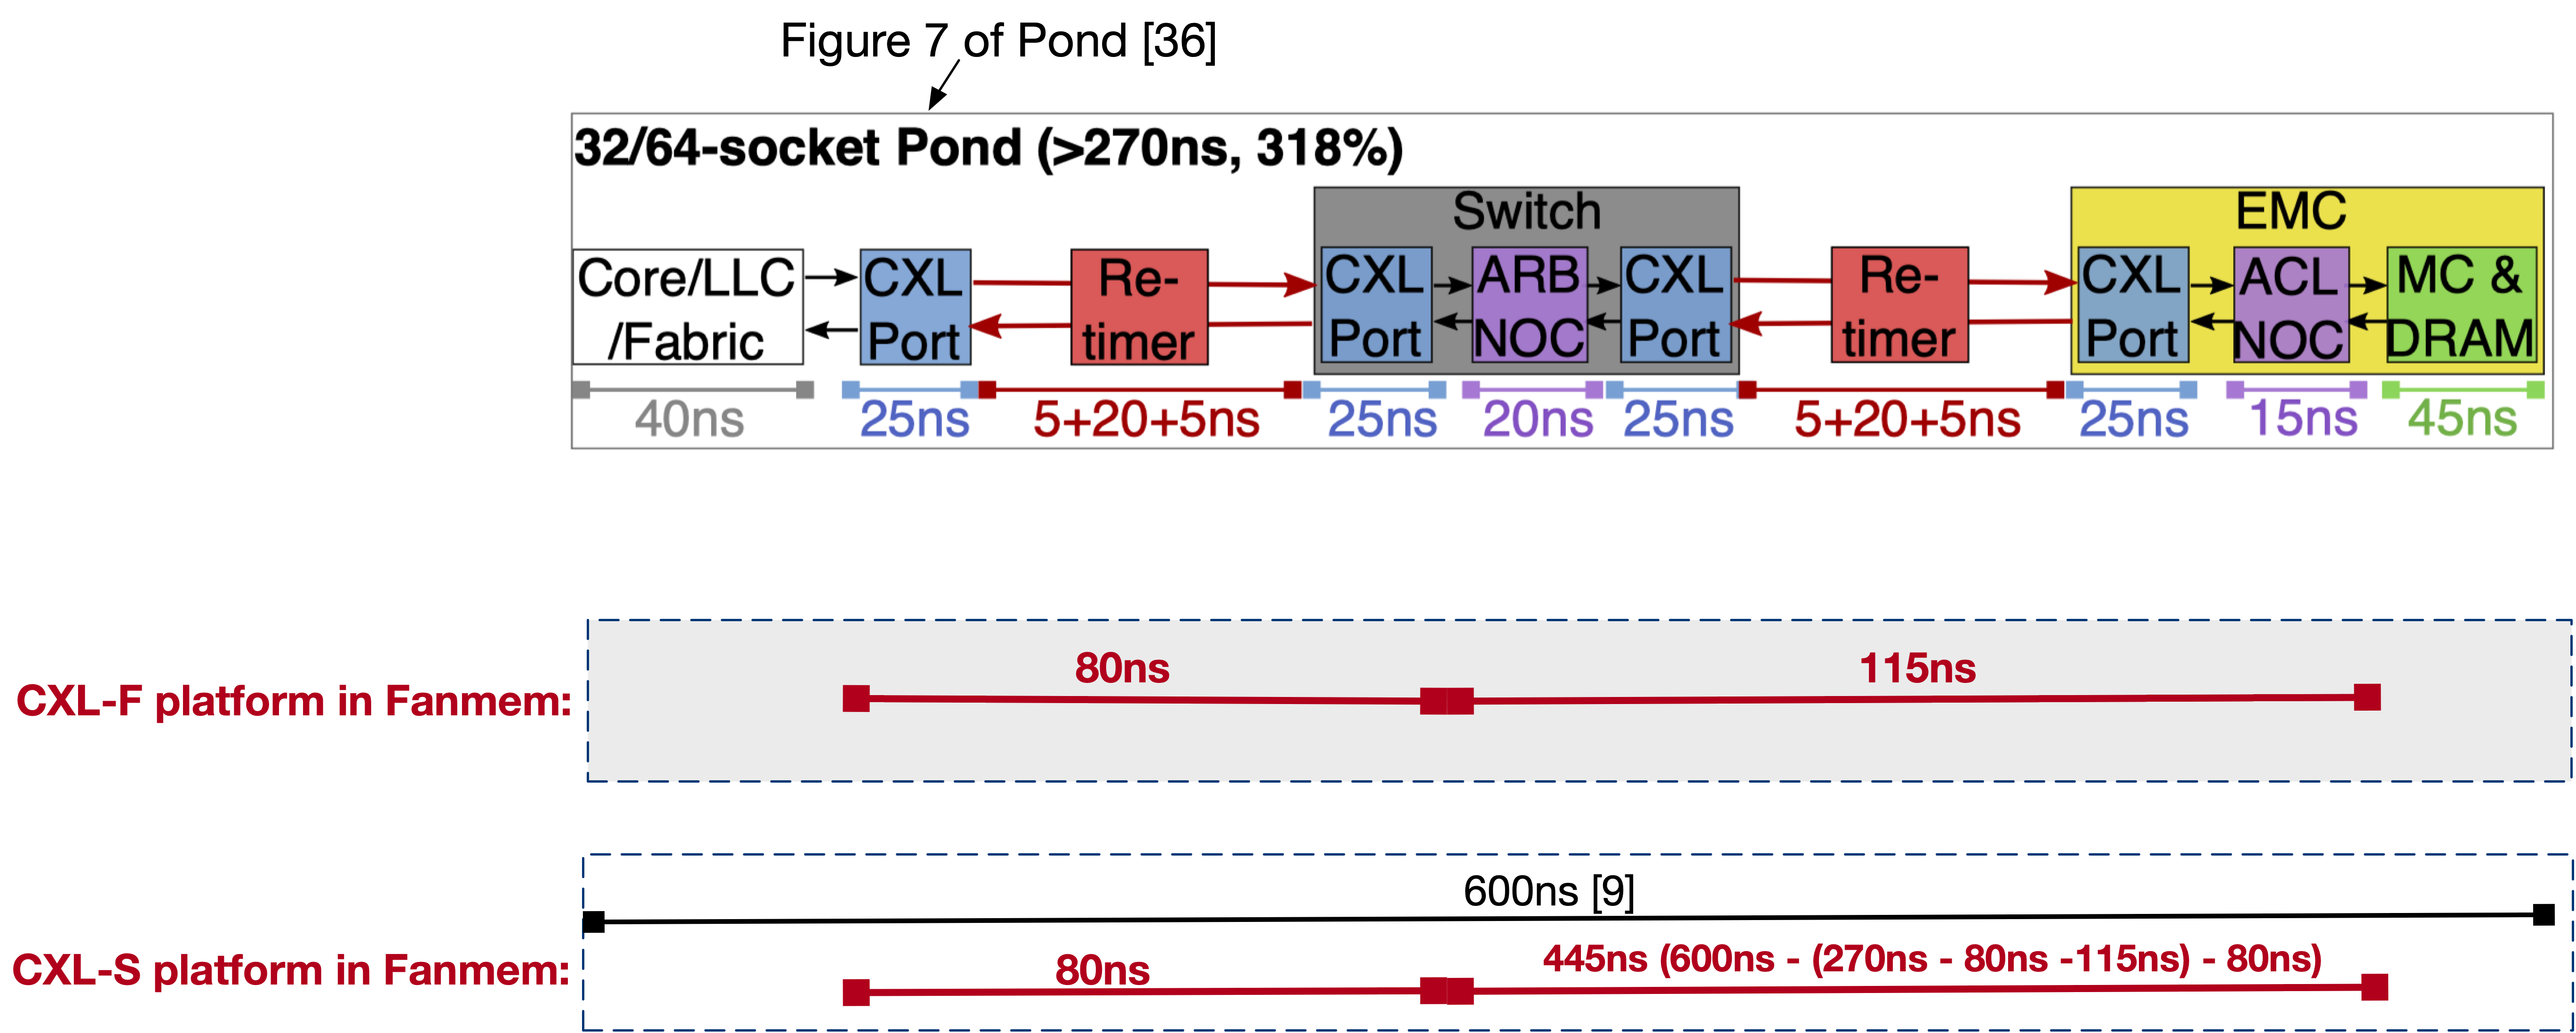 Figure 7 of Pond [36]
32/64-socket Pond (>270ns, 318%)
Switch
EMC
Core/LLC
/Fabric
CXL
Port
Re-
timer
CXL
Port
ARB
NOC
CXL
Port
Re-
timer
CXL
Port
ACL
NOC
MC &
DRAM
40ns
25ns
5+20+5ns
25ns
20ns
25ns
5+20+5ns
25ns
15ns
45ns
CXL-F platform in Fanmem:
80ns
115ns
CXL-S platform in Fanmem:
600ns [9]
80ns
445ns (600ns - (270ns - 80ns -115ns) - 80ns)